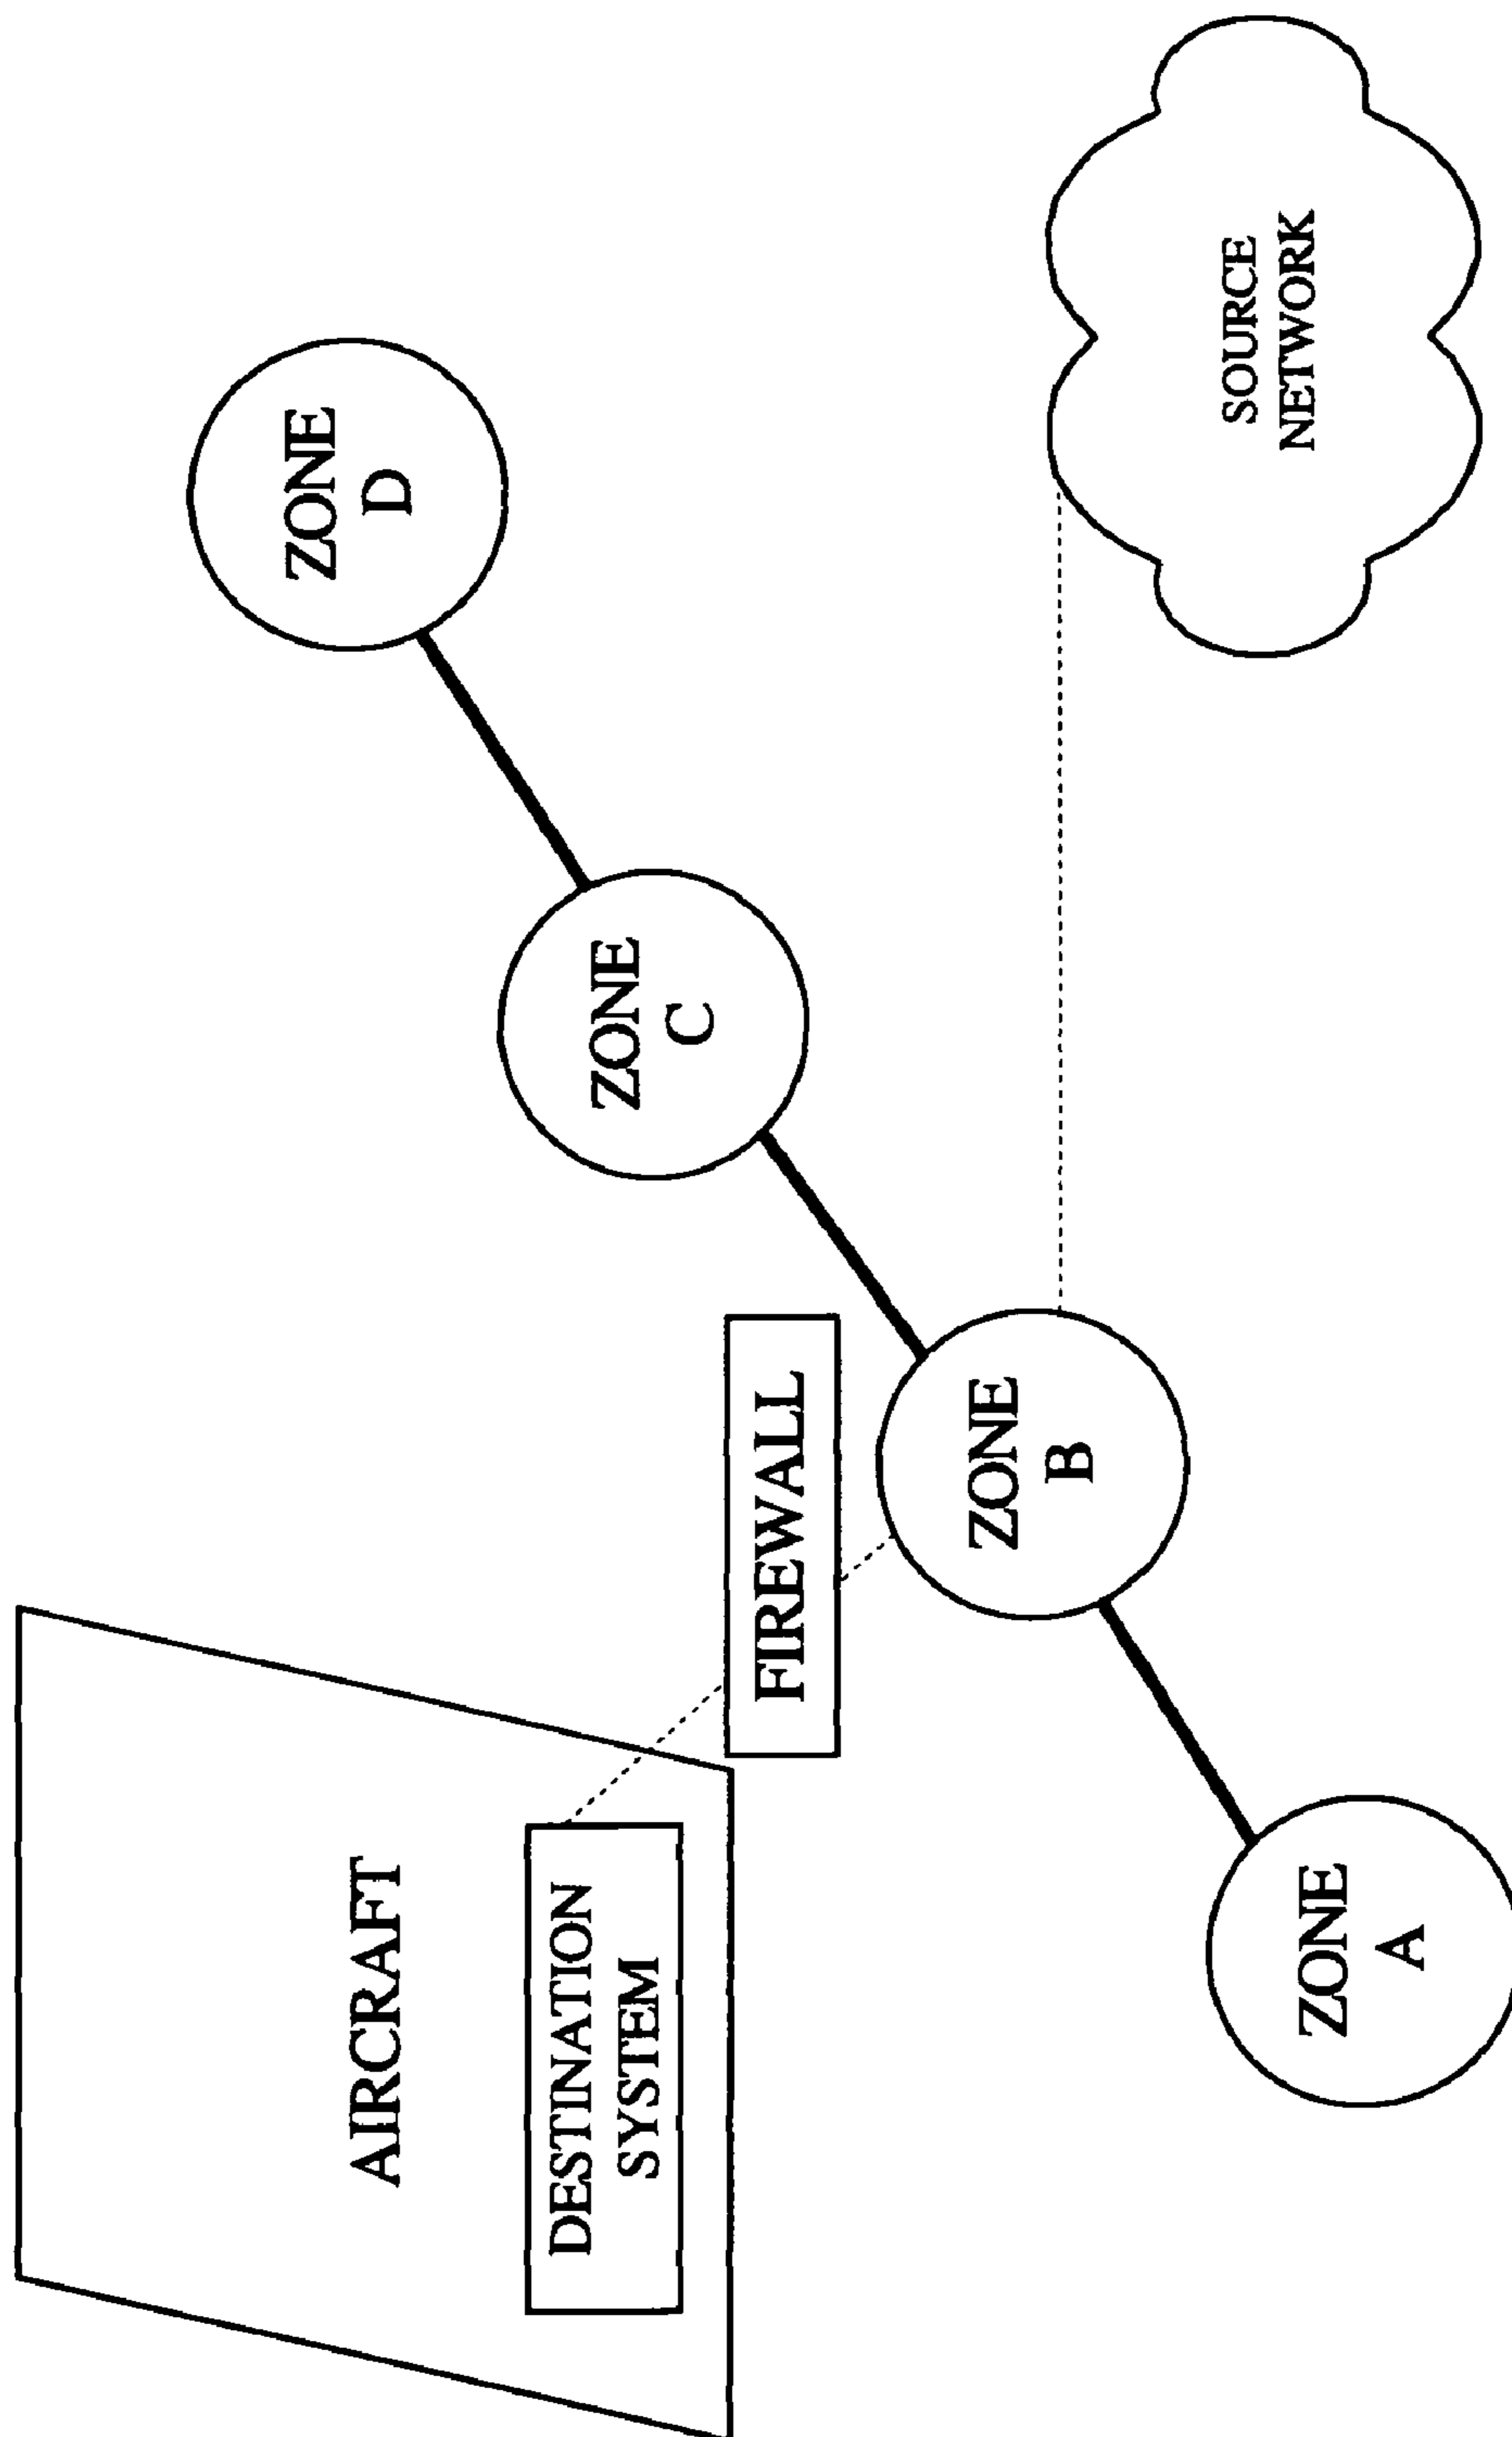 AIRCRAFT
DESTINATION
SYSTEM
FIREWALL
ZONE
A
ZONE
B
ZONE
C
ZONE
D
SOURCE
NETWORK